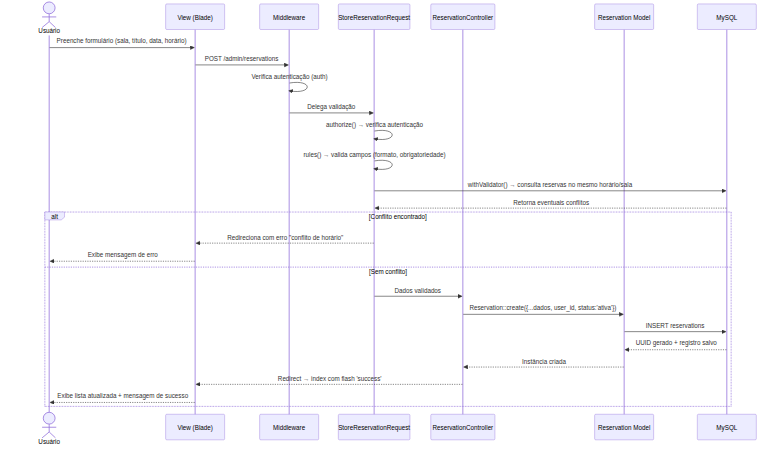 Usuário
View (Blade)
Middleware
StoreReservationRequest
ReservationController
Reservation Model
MySQL
Preenche formulário (sala, título, data, horário)
POST /admin/reservations
Verifica autenticação (auth)
Delega validação
authorize() → verifica autenticação
rules() → valida campos (formato, obrigatoriedade)
withValidator() → consulta reservas no mesmo horário/sala
Retorna eventuais conflitos
alt
[Conflito encontrado]
Redireciona com erro "conflito de horário"
Exibe mensagem de erro
[Sem conflito]
Dados validados
Reservation::create({...dados, user_id, status:'ativa'})
INSERT reservations
UUID gerado + registro salvo
Instância criada
Redirect → index com flash 'success'
Exibe lista atualizada + mensagem de sucesso
Usuário
View (Blade)
Middleware
StoreReservationRequest
ReservationController
Reservation Model
MySQL